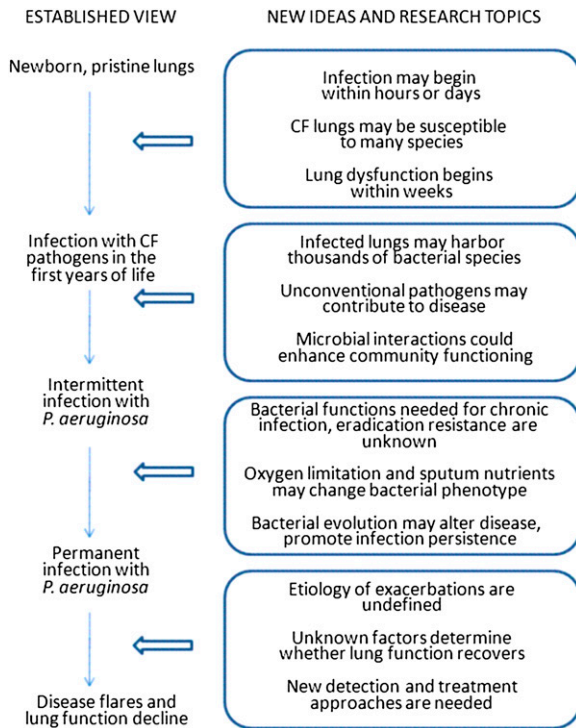 ESTABLISHED VIEW
NEW IDEAS AND RESEARCH TOPICS
Newborn, pristine lungs
Infection may begin
within hours or days
CF lungs may be susceptible
to many species
Lung dysfunction begins
within weeks
Infection with CF
pathogens in the
first years of life
Infected lungs may harbor
thousands of bacterial species
Unconventional pathogens may
contribute to disease
Microbial interactions could
enhance community functioning
Intermittent
infection with
P. aeruginosa
Bacterial functions needed for chronic
infection, eradication resistance are
unknown
Oxygen limitation and sputum nutrients
may change bacterial phenotype
Bacterial evolution may alter disease,
promote infection persistence
Permanent
infection with
P. aeruginosa
Etiology of exacerbations are
undefined
Unknown factors determine
whether lung function recovers
New detection and treatment
approaches are needed
Disease flares and
lung function decline